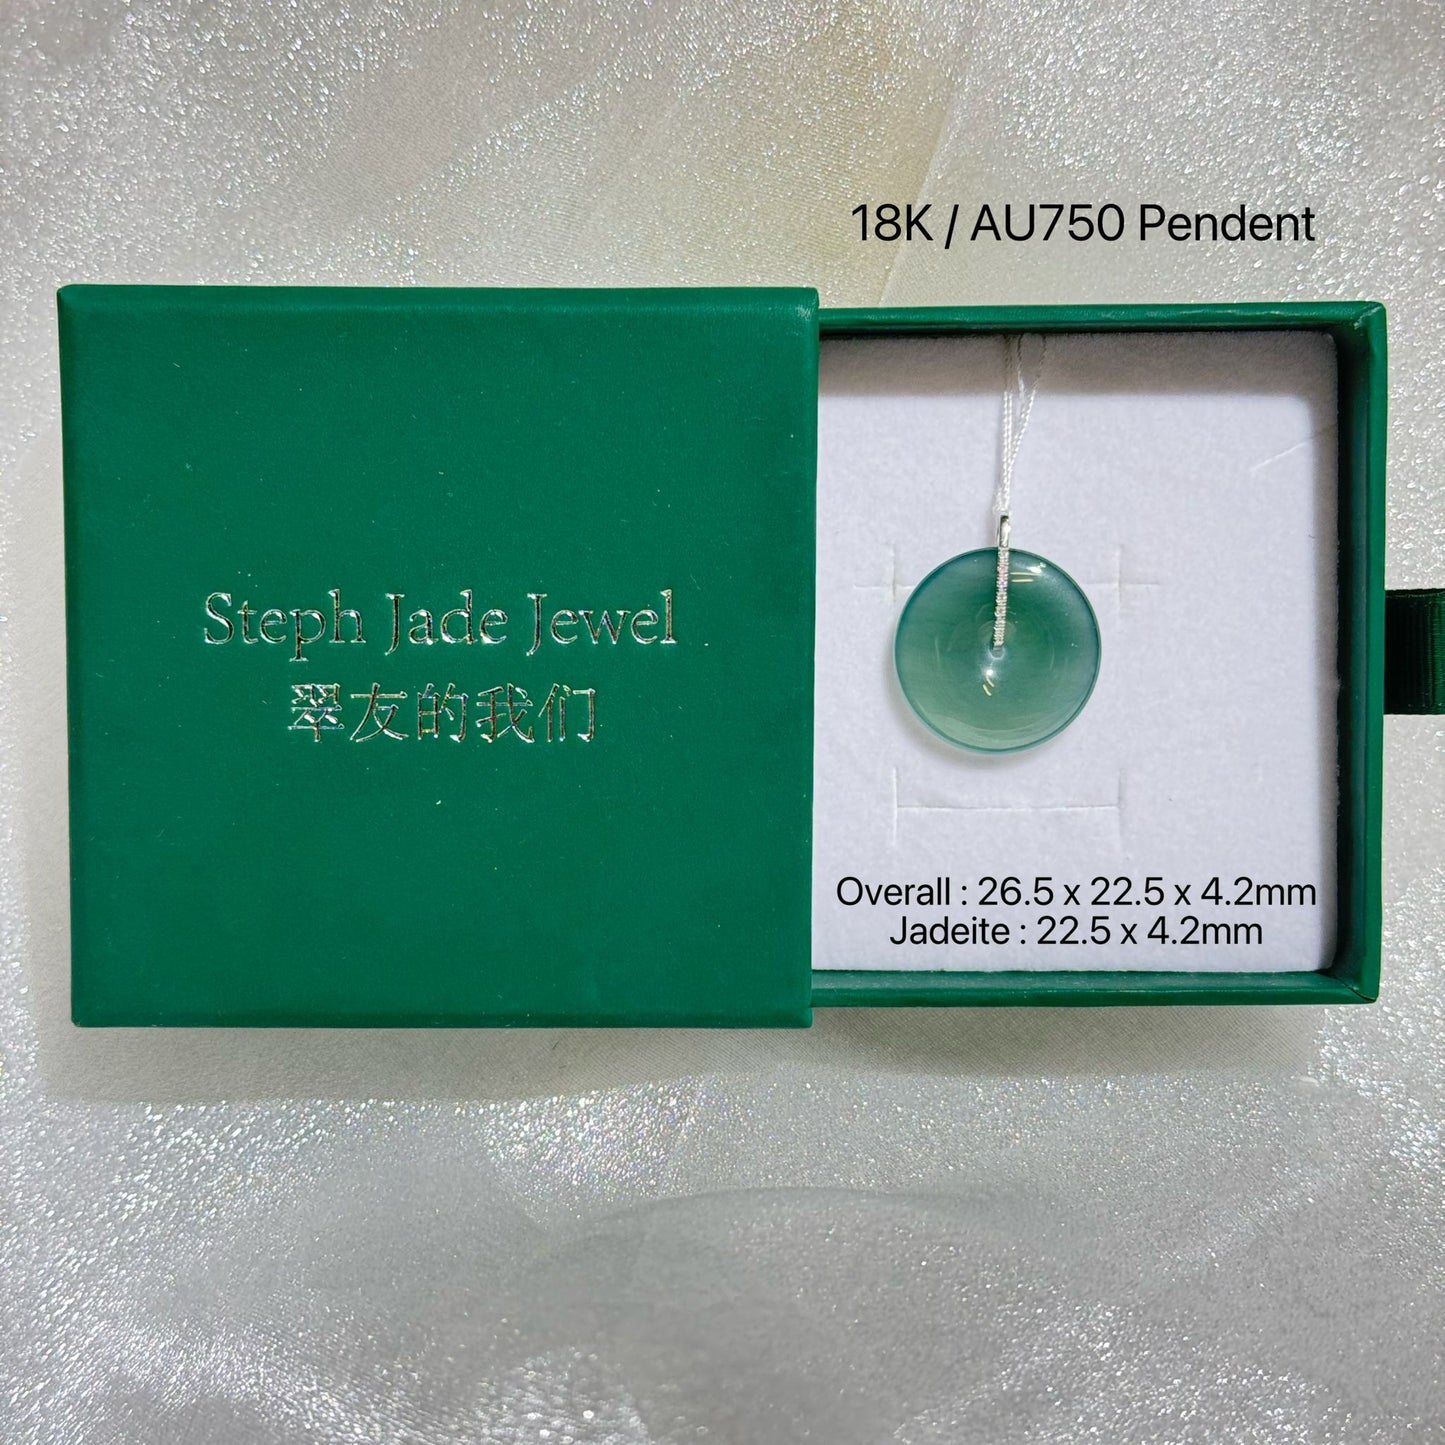 18K / AU750 Pendent
Steph Jade Jewel
翠友的我们
Overall : 26.5 x 22.5 x 4.2mm
Jadeite : 22.5 x 4.2mm